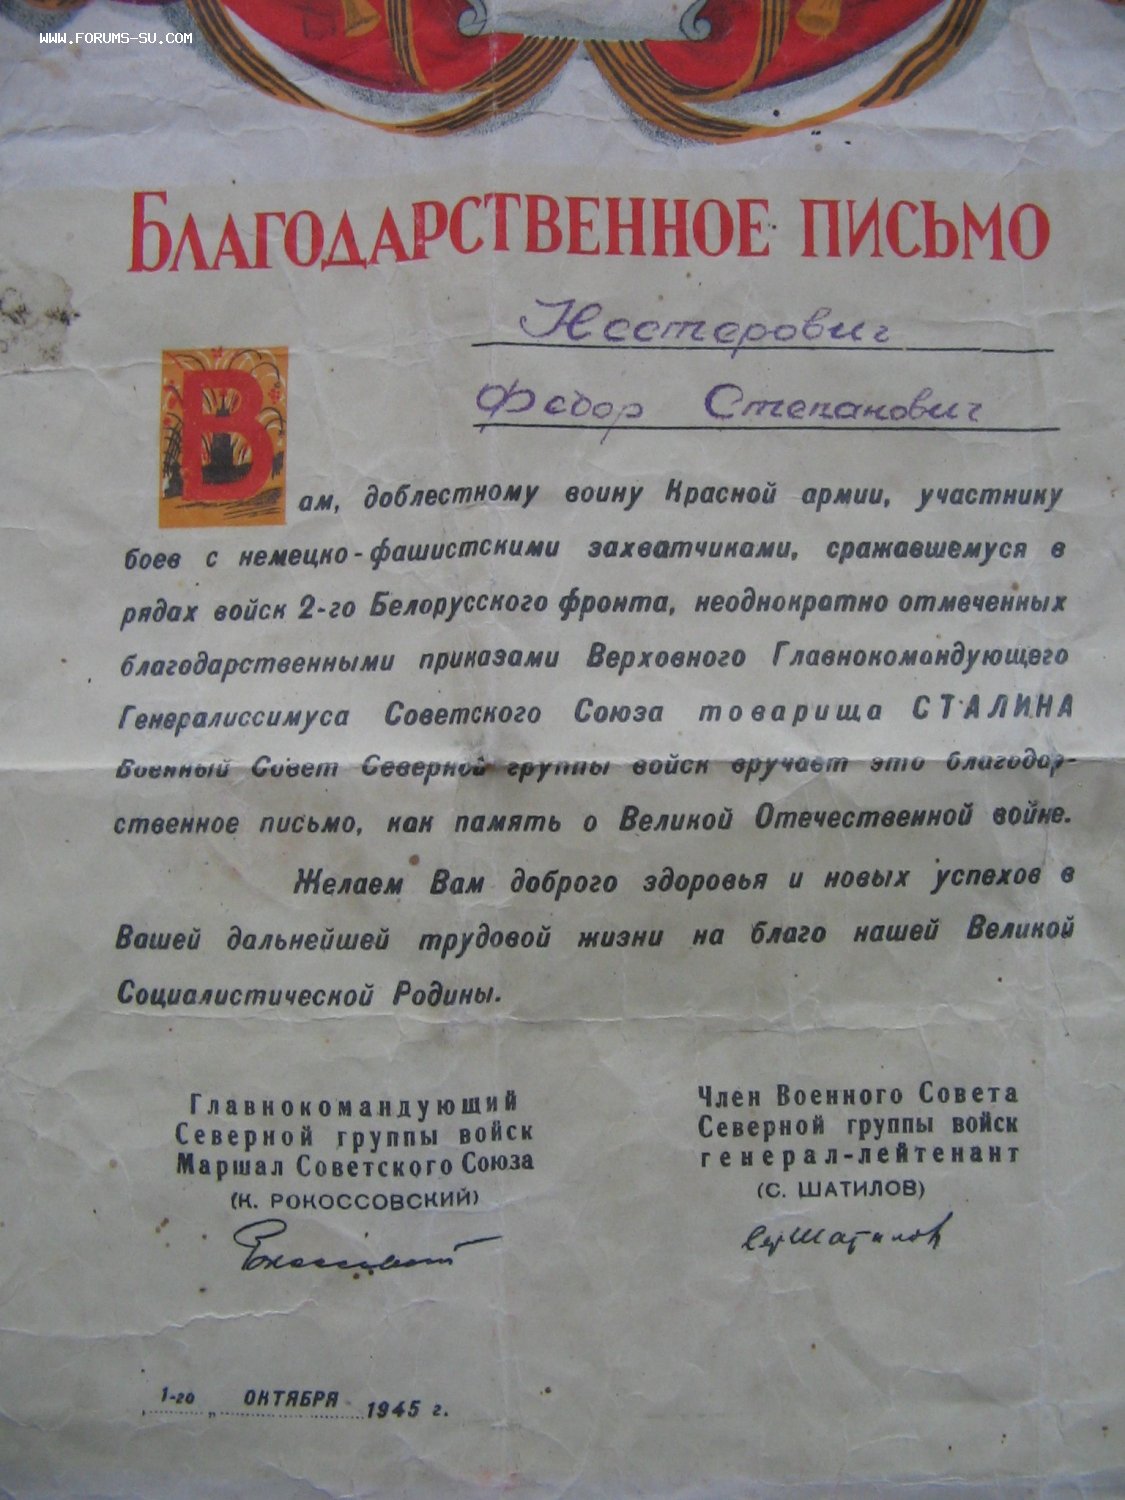 WWW.FORUMS-SU.COM
БЛАГОДАРСТВЕННОЕ ПИСЬМО
Нестерович
Федор Степанович
Вам, доблестному воину Красной армии, участнику
боев с немецко-фашистскими захватчиками, сражавшемуся в
рядах войск 2-го Белорусского фронта, неоднократно отмеченных
благодарственными приказами Верховного Главнокомандующего
Генералиссимуса Советского Союза товарища СТАЛИНА
Военный Совет Северной группы войск вручает это благодар-
ственное письмо, как память о Великой Отечественной войне.
Желаем Вам доброго здоровья и новых успехов в
Вашей дальнейшей трудовой жизни на благо нашей Великой
Социалистической Родины.
Главнокомандующий
Северной группы войск
Маршал Советского Союза
(К. РОКОССОВСКИЙ)
Рокоссовский
Член Военного Совета
Северной группы войск
генерал-лейтенант
(С. ШАТИЛОВ)
СерШатилов
„1-го„ ОКТЯБРЯ 1945 г.